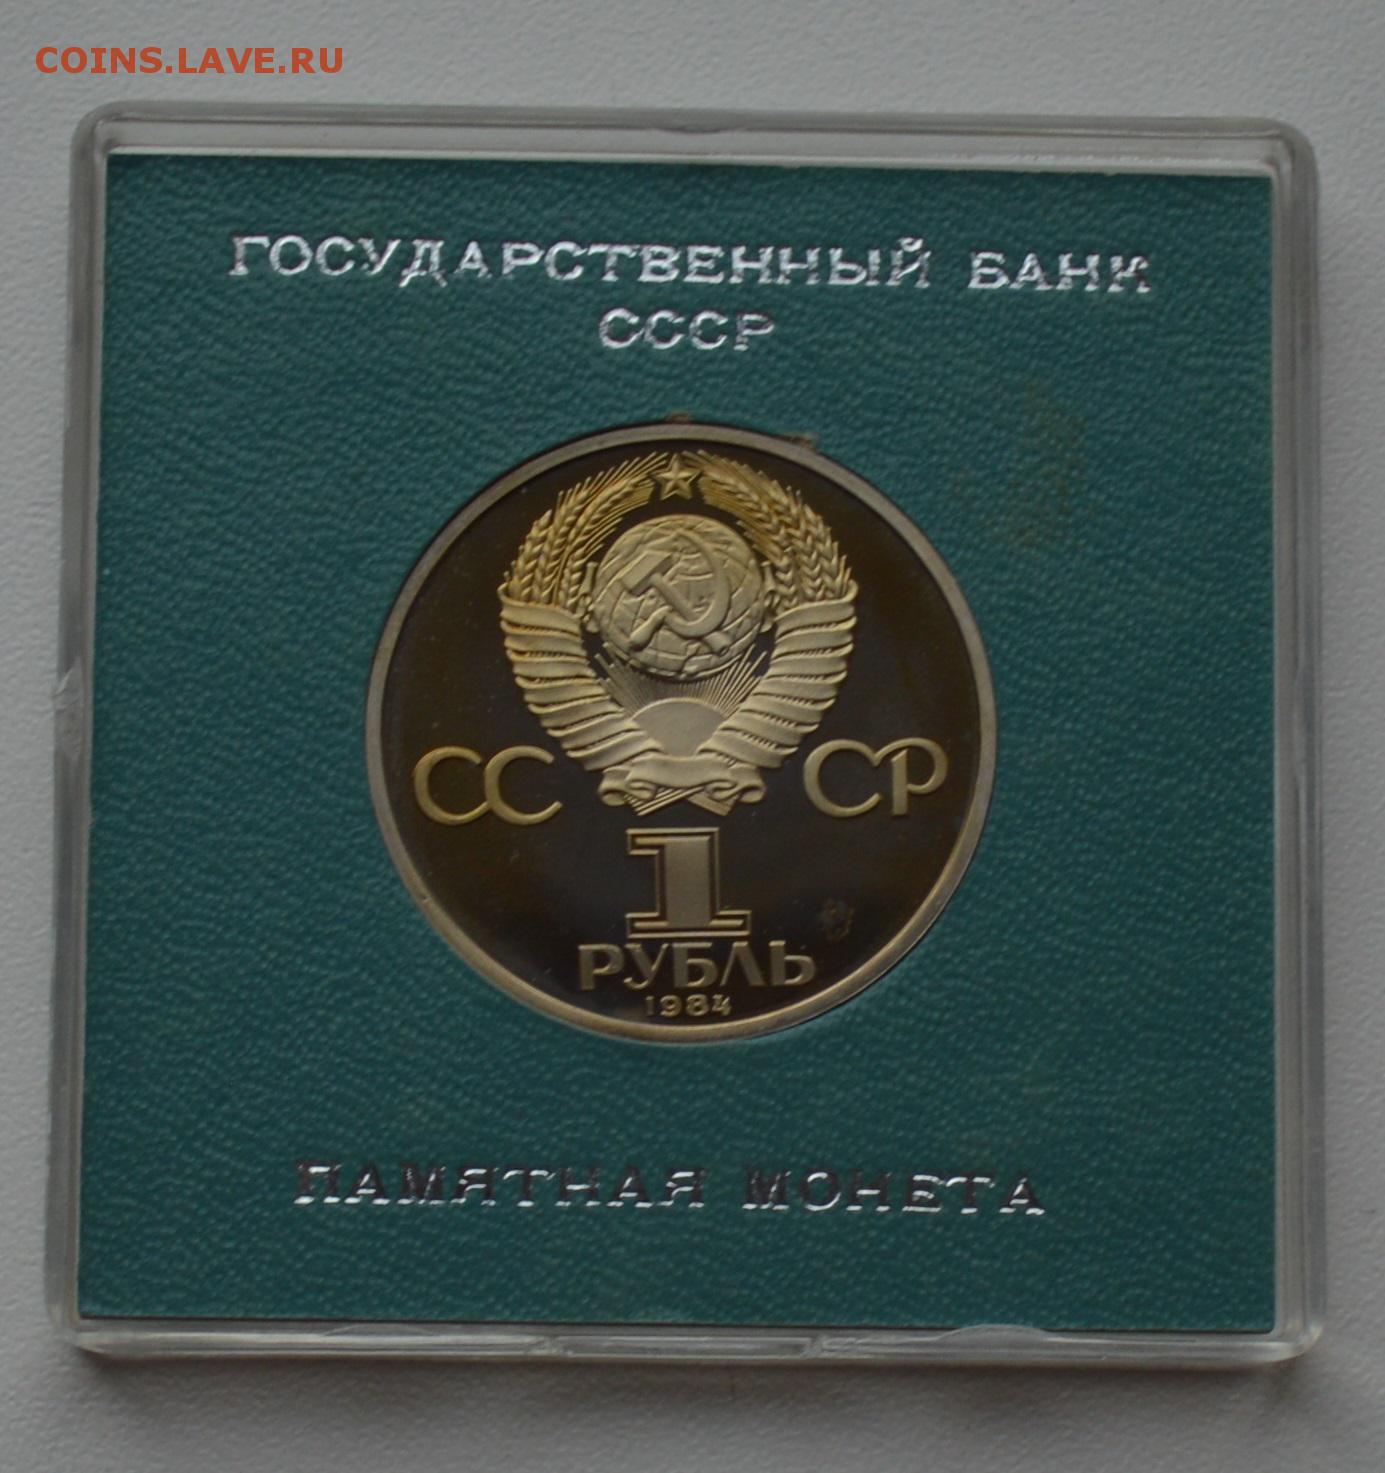 COINS.LAVE.RU
ГОСУДАРСТВЕННЫЙ БАНК
СССР
СС СР
1
РУБЛЬ
1984
ПАМЯТНАЯ МОНЕТА